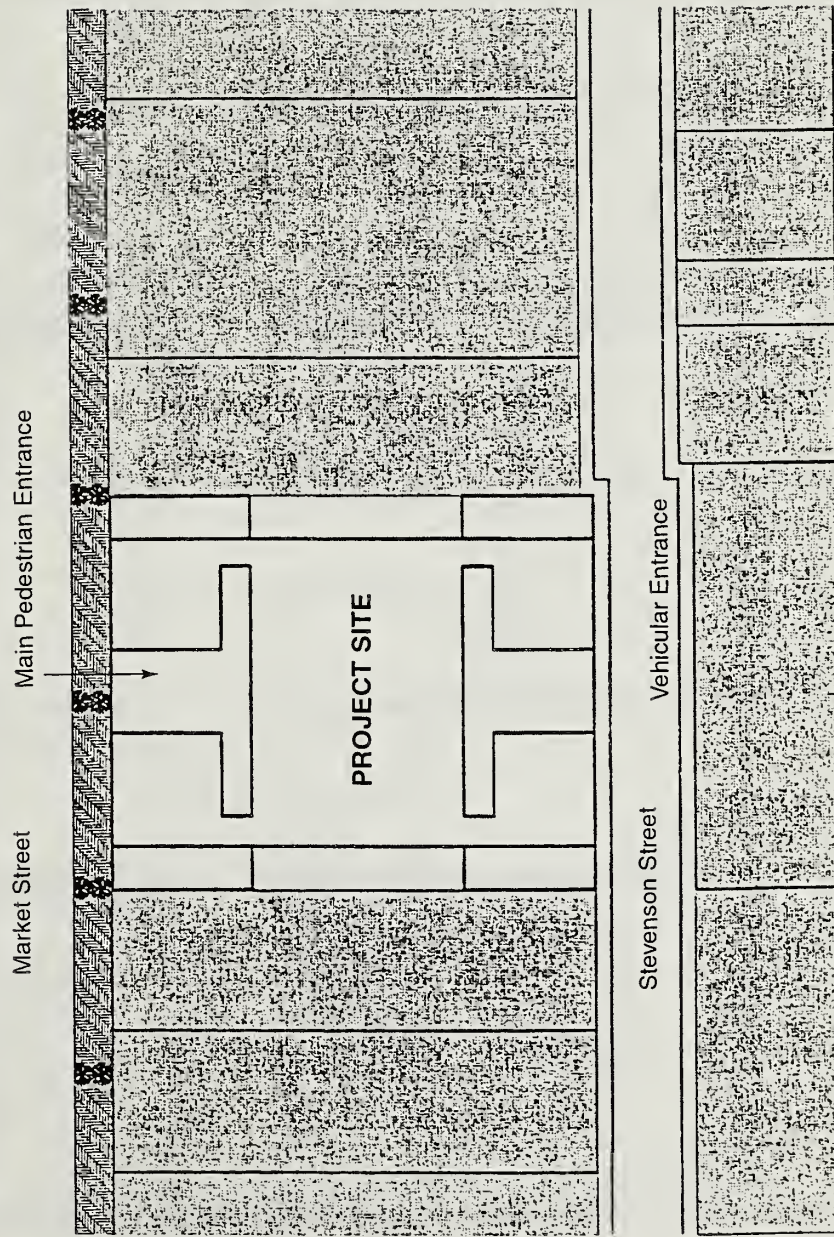 Market Street
Main Pedestrian Entrance
PROJECT SITE
Stevenson Street
Vehicular Entrance